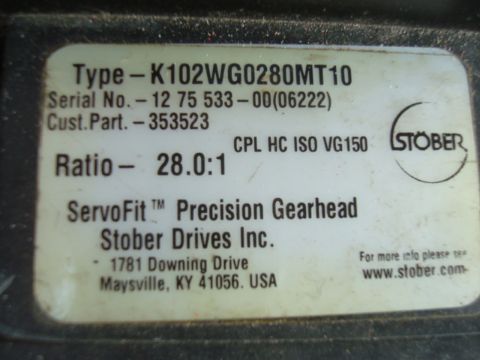 Type – K102WG0280MT10
Serial No. – 12 75 533-00(06222)
Cust.Part. – 353523
CPL HC ISO VG150
STÖBER
Ratio – 28.0:1
ServoFit™ Precision Gearhead
Stober Drives Inc.
1781 Downing Drive
Maysville, KY 41056. USA
For more info please see
www.stober.com